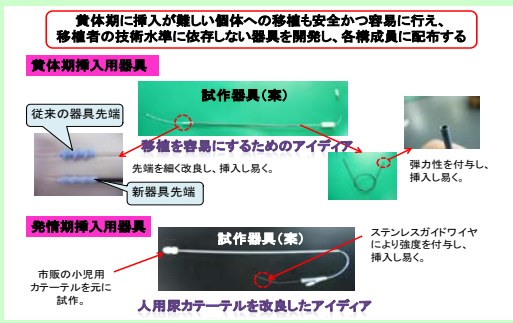 黄体期に挿入が難しい個体への移植も安全かつ容易に行え、
移植者の技術水準に依存しない器具を開発し、各構成員に配布する
黄体期挿入用器具
試作器具（案）
従来の器具先端
移植を容易にするためのアイディア
先端を細く改良し、挿入し易く。
弾力性を付与し、
挿入し易く。
新器具先端
発情期挿入用器具
試作器具（案）
ステンレスガイドワイヤ
により強度を付与し、
挿入し易く。
市販の小児用
カテーテルを元に
試作。
人用尿カテーテルを改良したアイディア